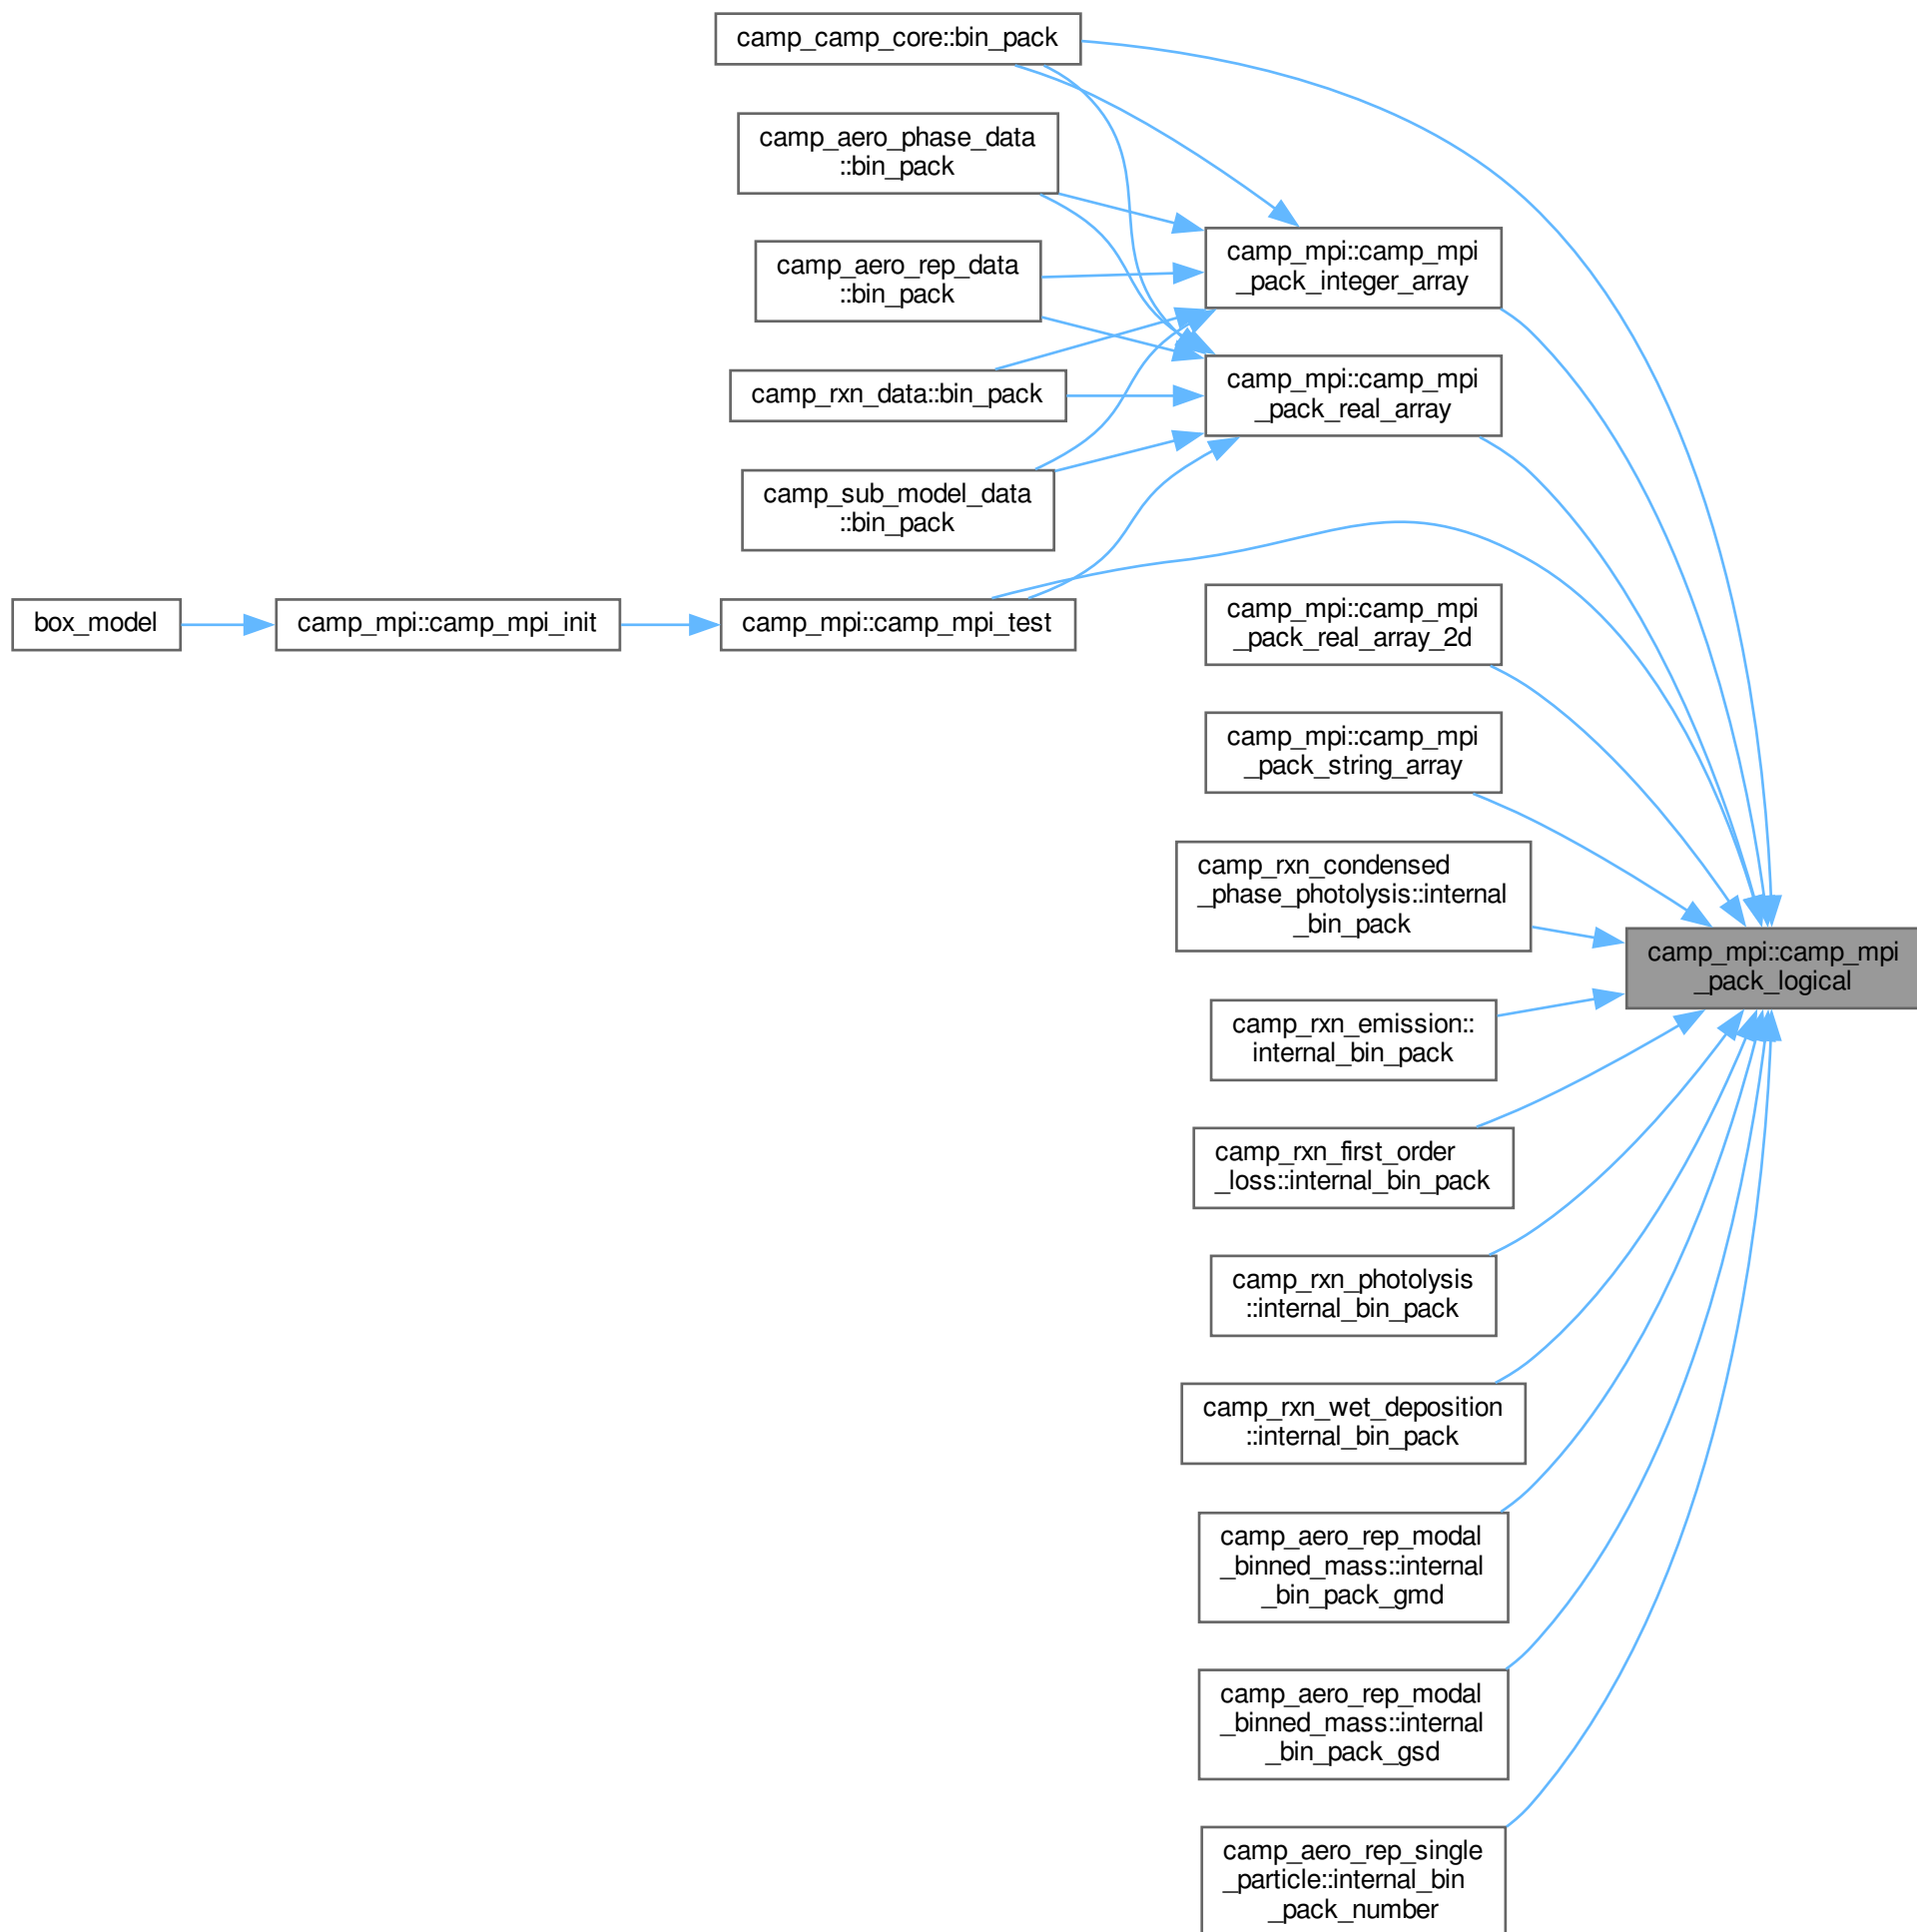 camp_camp_core::bin_pack
camp_aero_phase_data
::bin_pack
camp_aero_rep_data
::bin_pack
camp_rxn_data::bin_pack
camp_sub_model_data
::bin_pack
box_model
camp_mpi::camp_mpi_init
camp_mpi::camp_mpi_test
camp_mpi::camp_mpi
_pack_integer_array
camp_mpi::camp_mpi
_pack_real_array
camp_mpi::camp_mpi
_pack_real_array_2d
camp_mpi::camp_mpi
_pack_string_array
camp_rxn_condensed
_phase_photolysis::internal
_bin_pack
camp_rxn_emission::
internal_bin_pack
camp_rxn_first_order
_loss::internal_bin_pack
camp_rxn_photolysis
::internal_bin_pack
camp_rxn_wet_deposition
::internal_bin_pack
camp_aero_rep_modal
_binned_mass::internal
_bin_pack_gmd
camp_aero_rep_modal
_binned_mass::internal
_bin_pack_gsd
camp_aero_rep_single
_particle::internal_bin
_pack_number
camp_mpi::camp_mpi
_pack_logical